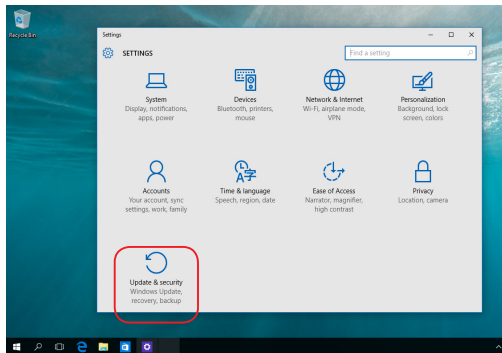 Recycle Bin
Settings
SETTINGS
Find a setting
System
Display, notifications,
apps, power
Devices
Bluetooth, printers,
mouse
Network & Internet
Wi-Fi, airplane mode,
VPN
Personalization
Background, lock
screen, colors
Accounts
Your account, sync
settings, work, family
Time & language
Speech, region, date
Ease of Access
Narrator, magnifier,
high contrast
Privacy
Location, camera
Update & security
Windows Update,
recovery, backup